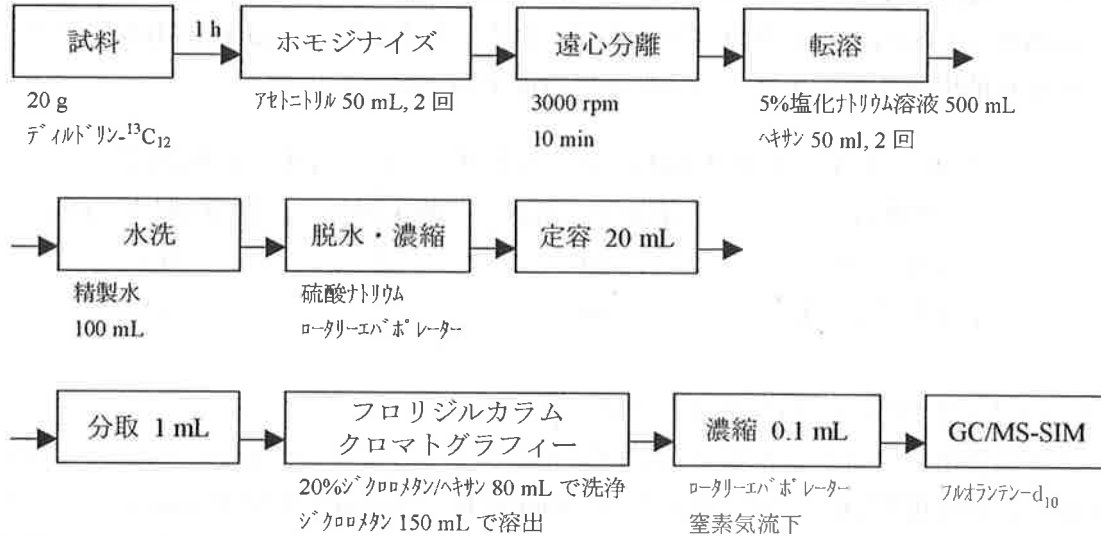 試料
1 h
ホモジナイズ
遠心分離
転溶
20 g
ディルドリン-¹³C₁₂
アセトニトリル 50 mL, 2 回
3000 rpm
10 min
5%塩化ナトリウム溶液 500 mL
ヘキサン 50 ml, 2 回
水洗
脱水・濃縮
定容 20 mL
精製水
100 mL
硫酸ナトリウム
ロータリーエバポレーター
分取 1 mL
フロリジルカラム
クロマトグラフィー
濃縮 0.1 mL
GC/MS-SIM
20%ジクロロメタン/ヘキサン 80 mL で洗浄
ジクロロメタン 150 mL で溶出
ロータリーエバポレーター
窒素気流下
フルオランテン-d₁₀